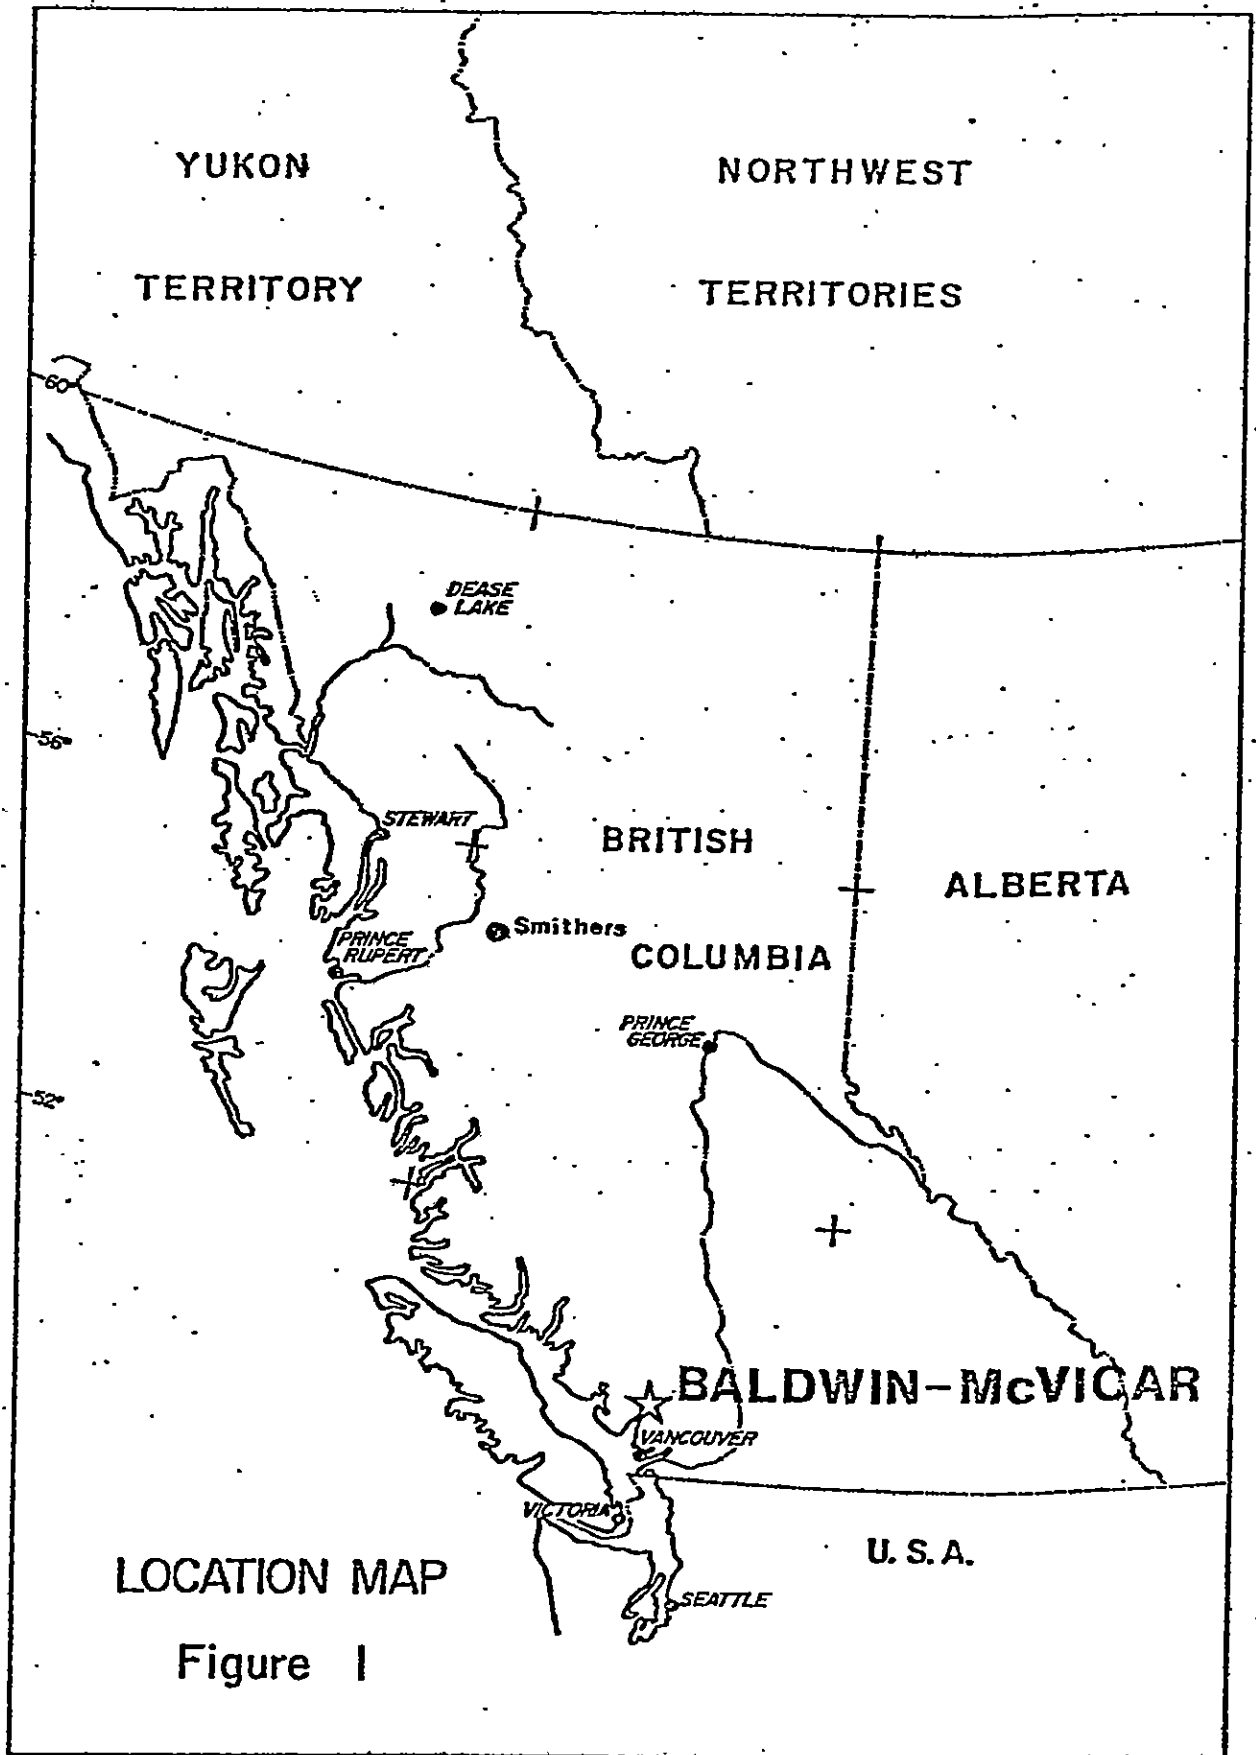 YUKON
TERRITORY
NORTHWEST
TERRITORIES
60°
DEASE
LAKE
56°
STEWART
BRITISH
COLUMBIA
ALBERTA
Smithers
PRINCE
RUPERT
PRINCE
GEORGE
52°
BALDWIN-McVICAR
VANCOUVER
VICTORIA
U.S.A.
SEATTLE
LOCATION MAP
Figure 1